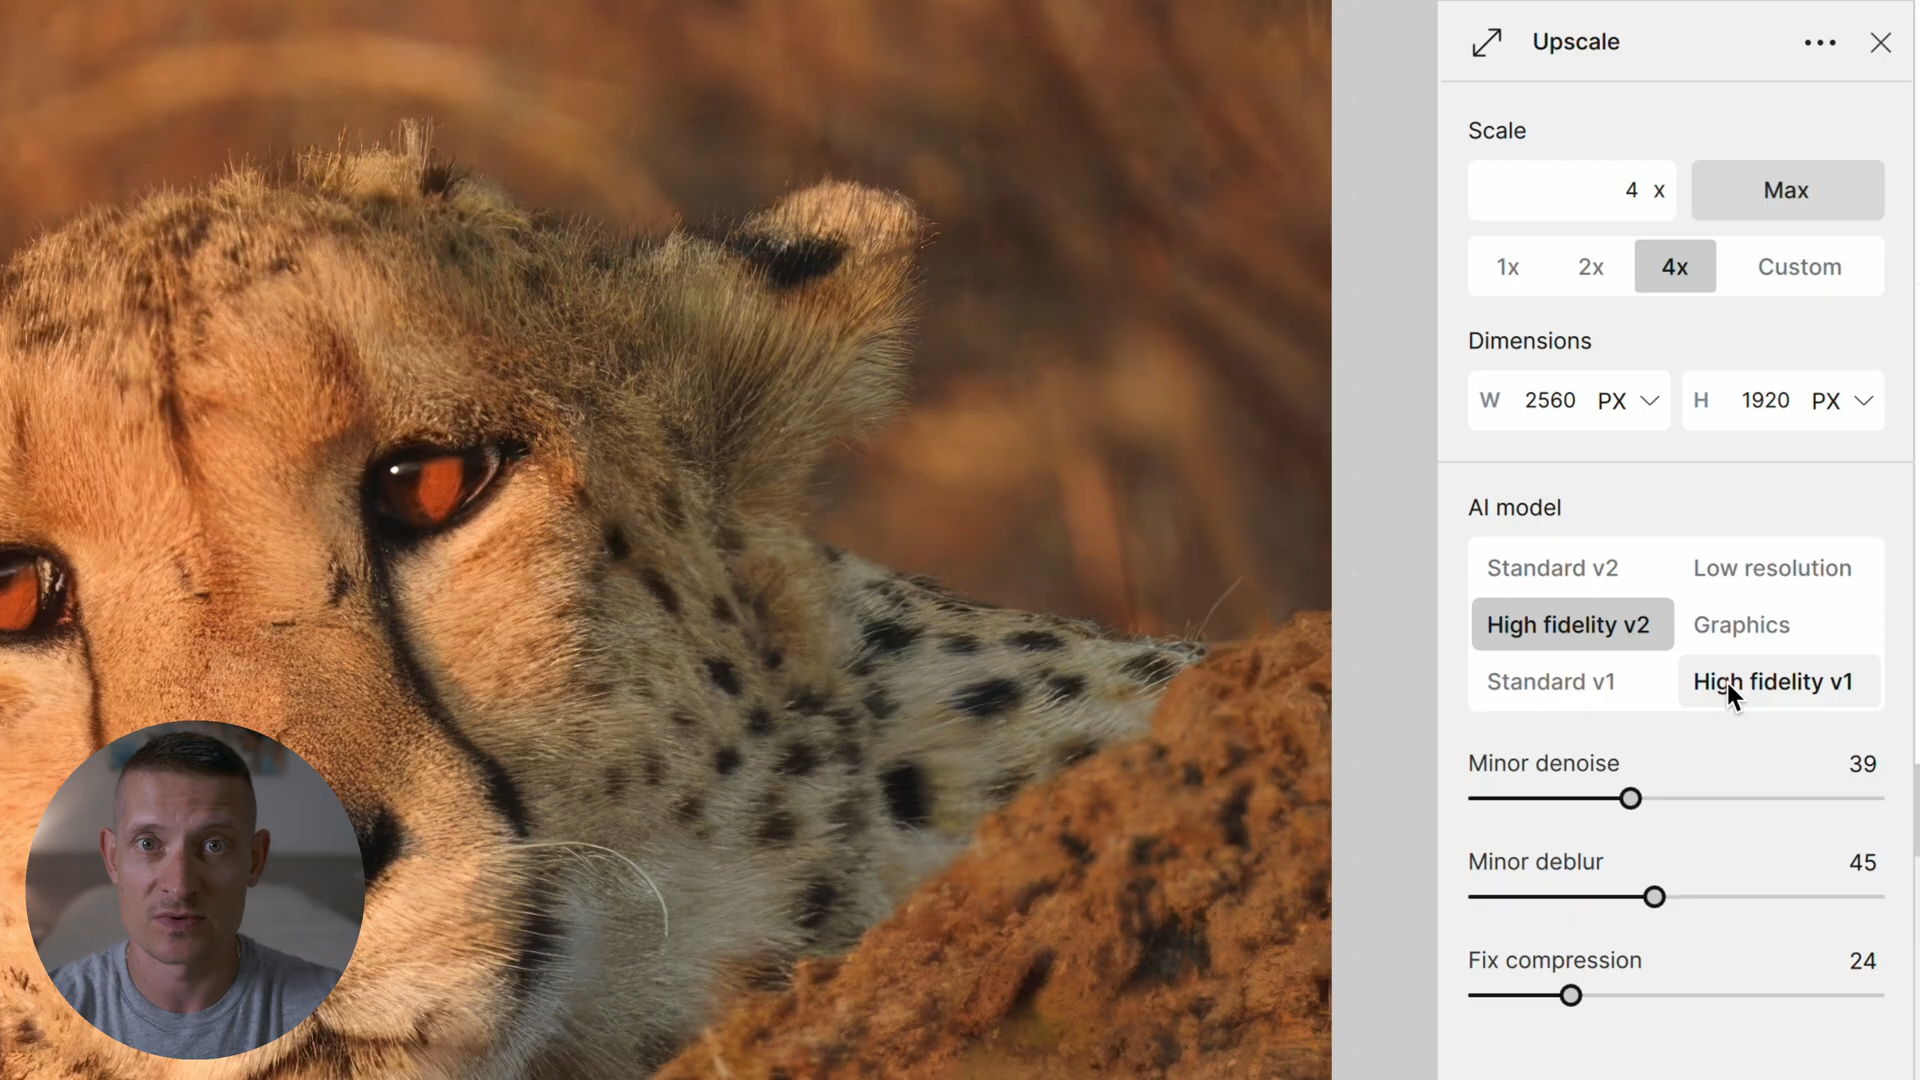 Upscale
Scale
4 x Max
1x 2x 4x Custom
Dimensions
W 2560 PX H 1920 PX
AI model
Standard v2 Low resolution
High fidelity v2 Graphics
Standard v1 High fidelity v1
Minor denoise 39
Minor deblur 45
Fix compression 24